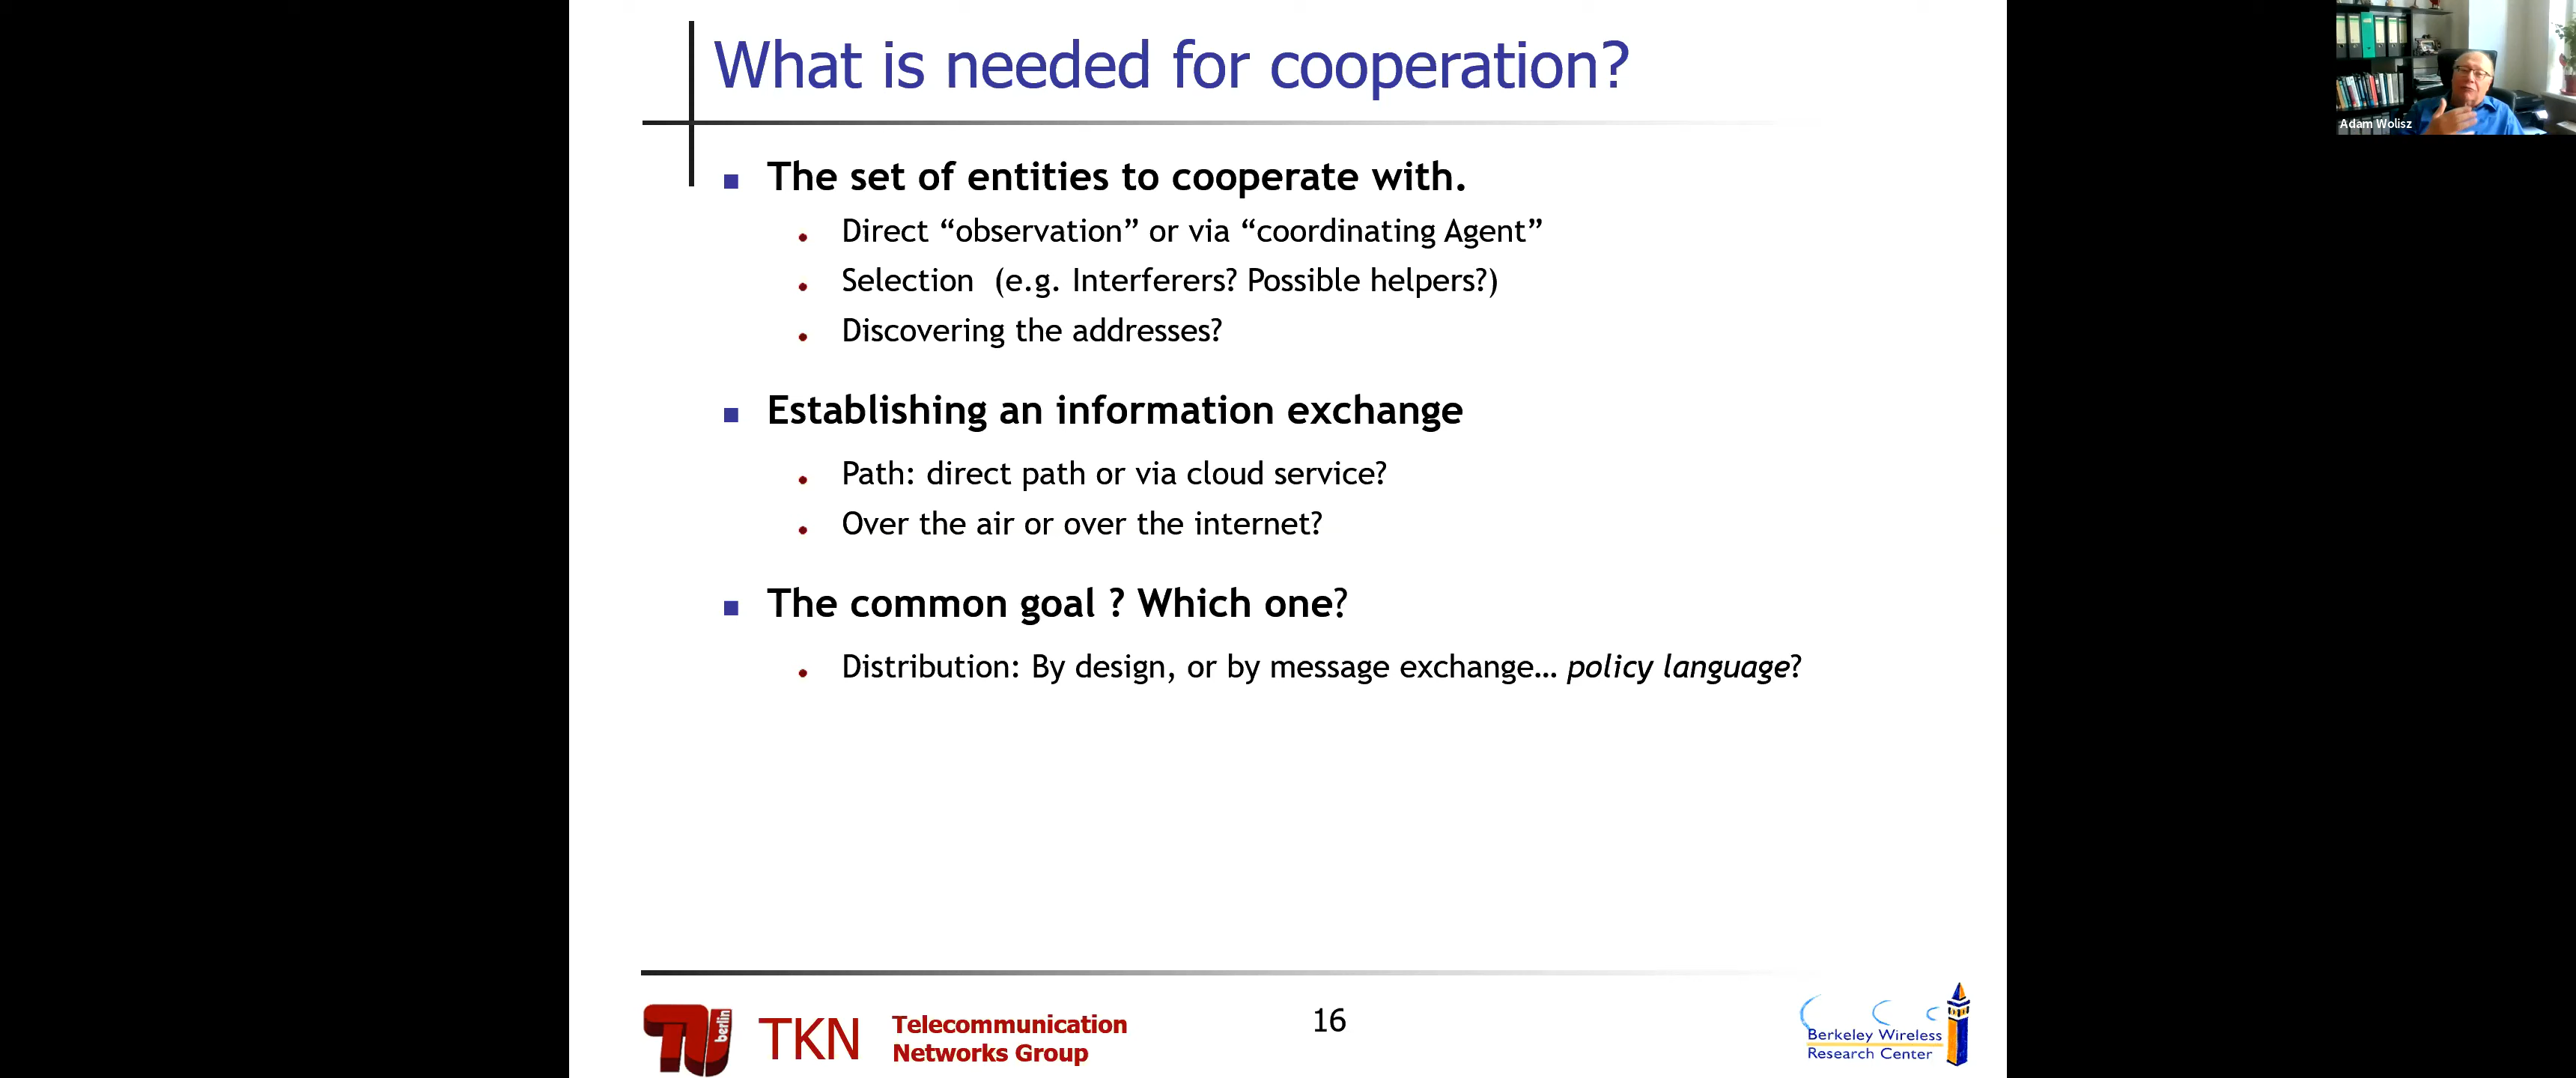 What is needed for cooperation?
The set of entities to cooperate with.
Direct “observation” or via “coordinating Agent”
Selection (e.g. Interferers? Possible helpers?)
Discovering the addresses?
Establishing an information exchange
Path: direct path or via cloud service?
Over the air or over the internet?
The common goal ? Which one?
Distribution: By design, or by message exchange… policy language?
berlin
TKN
Telecommunication
Networks Group
16
Berkeley Wireless
Research Center
Adam Wolisz